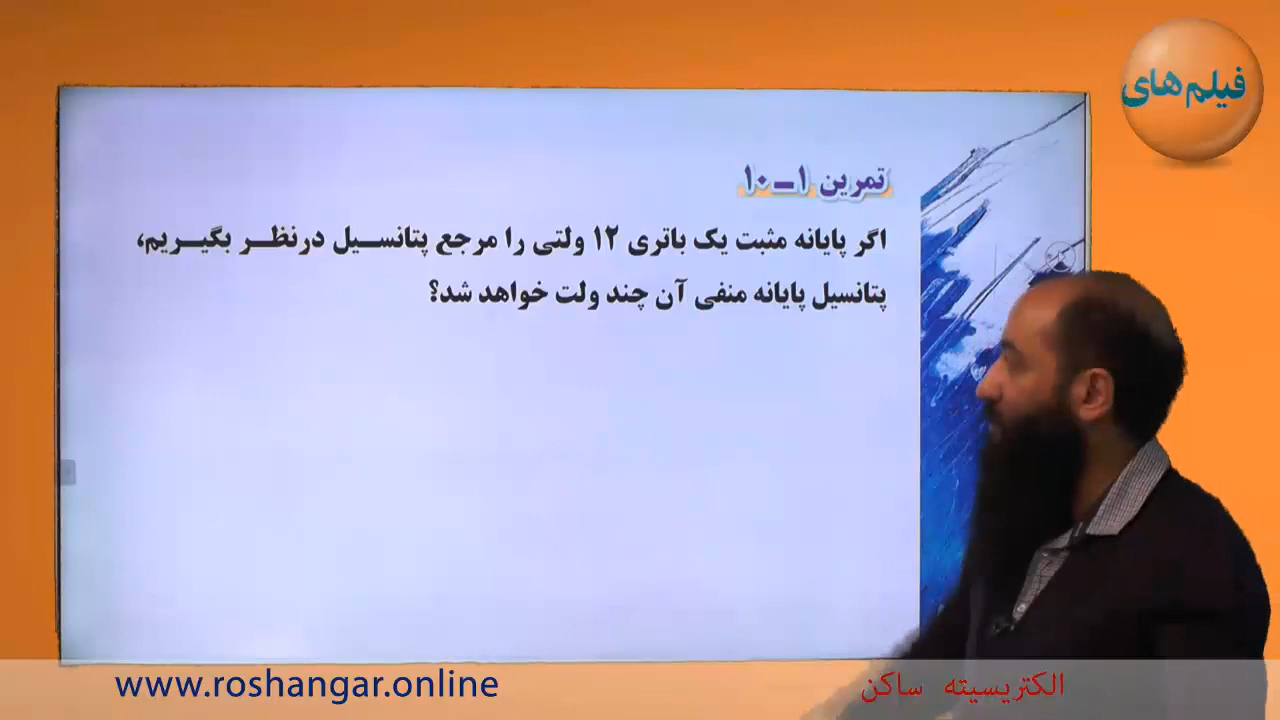 فیلم‌های
تمرین ۱-۱۰
اگر پایانه مثبت یک باتری ۱۲ ولتی را مرجع پتانسیل درنظر بگیریم،
پتانسیل پایانه منفی آن چند ولت خواهد شد؟
www.roshangar.online
الکتریسیته ساکن